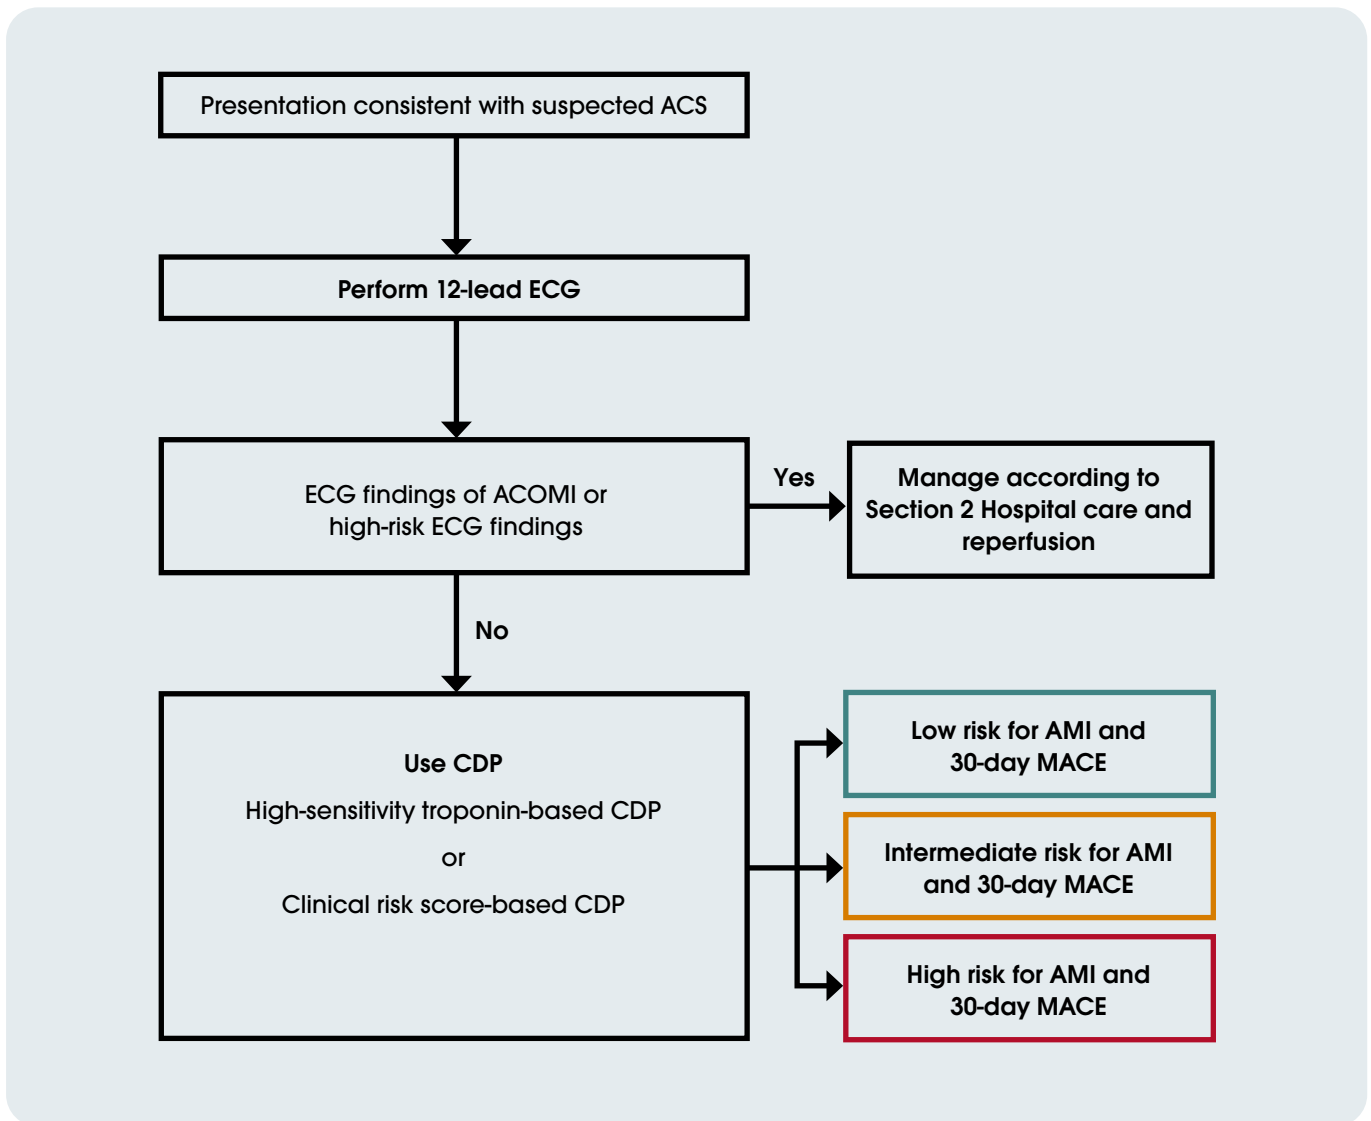 Presentation consistent with suspected ACS
Perform 12-lead ECG
ECG findings of ACOMI or
high-risk ECG findings
Yes
Manage according to
Section 2 Hospital care and
reperfusion
No
Use CDP
High-sensitivity troponin-based CDP
or
Clinical risk score-based CDP
Low risk for AMI and
30-day MACE
Intermediate risk for AMI
and 30-day MACE
High risk for AMI and
30-day MACE